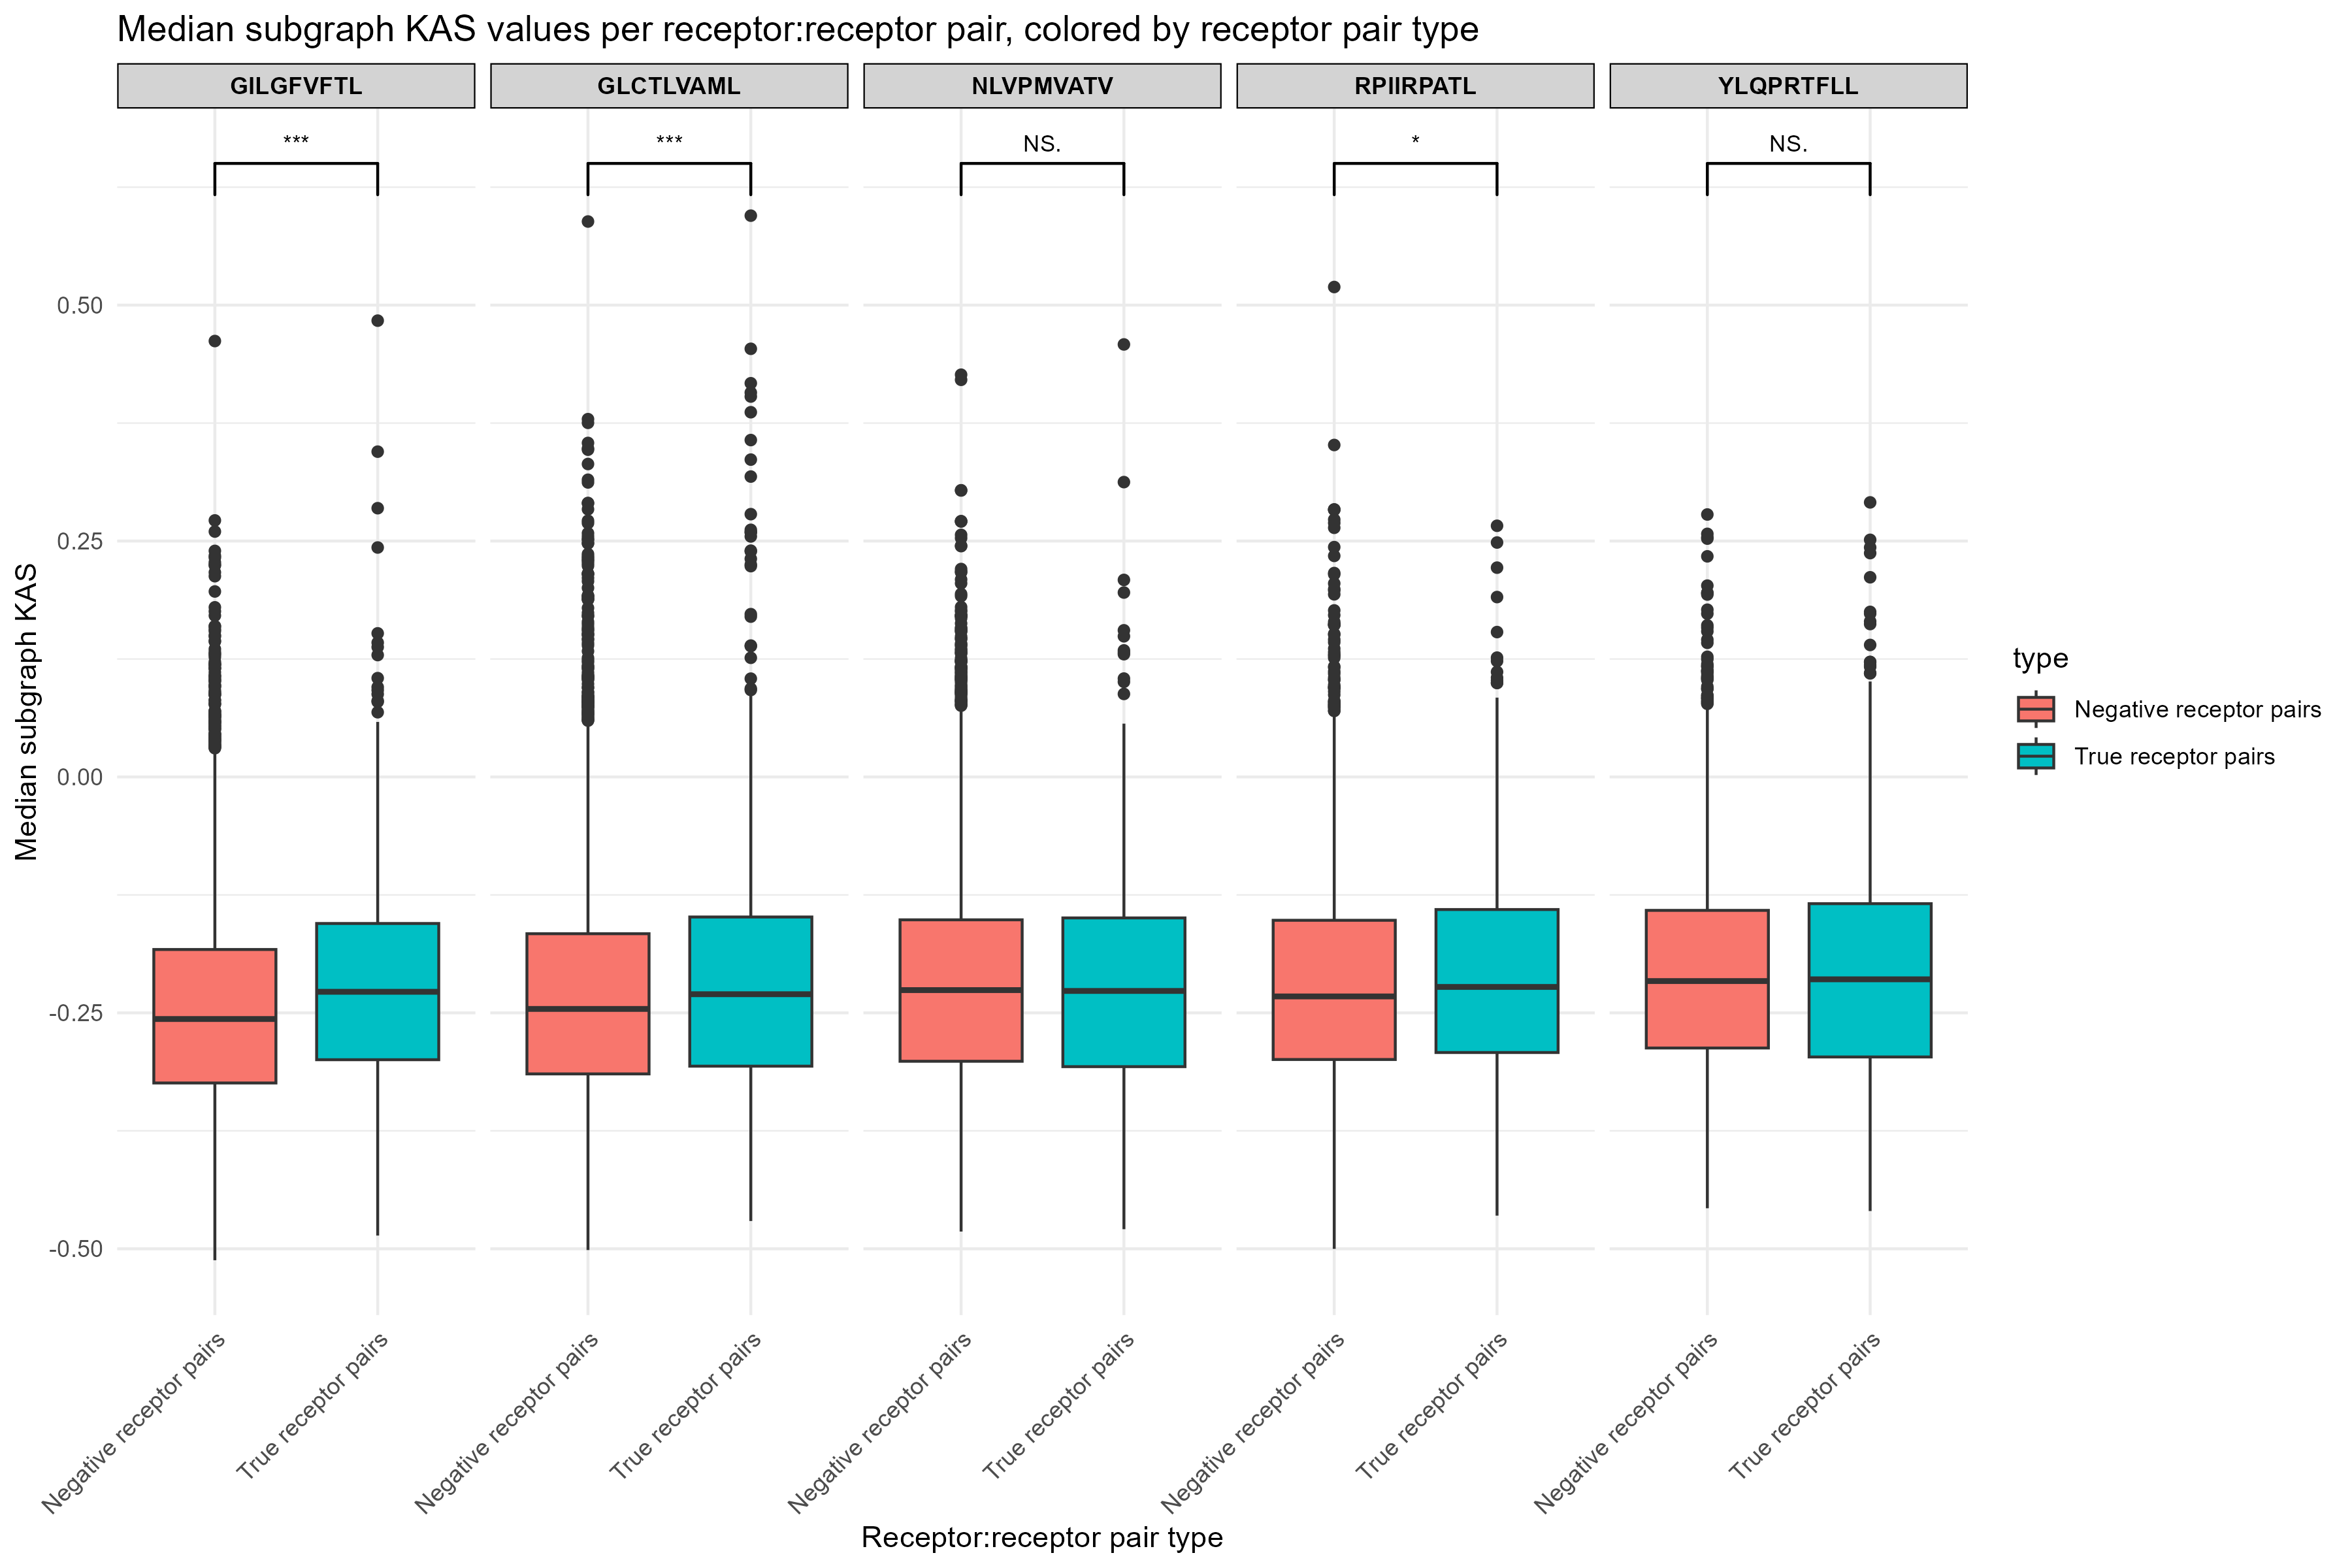 Median subgraph KAS values per receptor:receptor pair, colored by receptor pair type
GILGFVFTL
GLCTLVAML
NLVPMVATV
RPIIRPATL
YLQPRTFLL
***
***
NS.
*
NS.
0.50
0.25
0.00
-0.25
-0.50
Median subgraph KAS
type
Negative receptor pairs
True receptor pairs
Negative receptor pairs
True receptor pairs
Negative receptor pairs
True receptor pairs
Negative receptor pairs
True receptor pairs
Negative receptor pairs
True receptor pairs
Negative receptor pairs
True receptor pairs
Receptor:receptor pair type